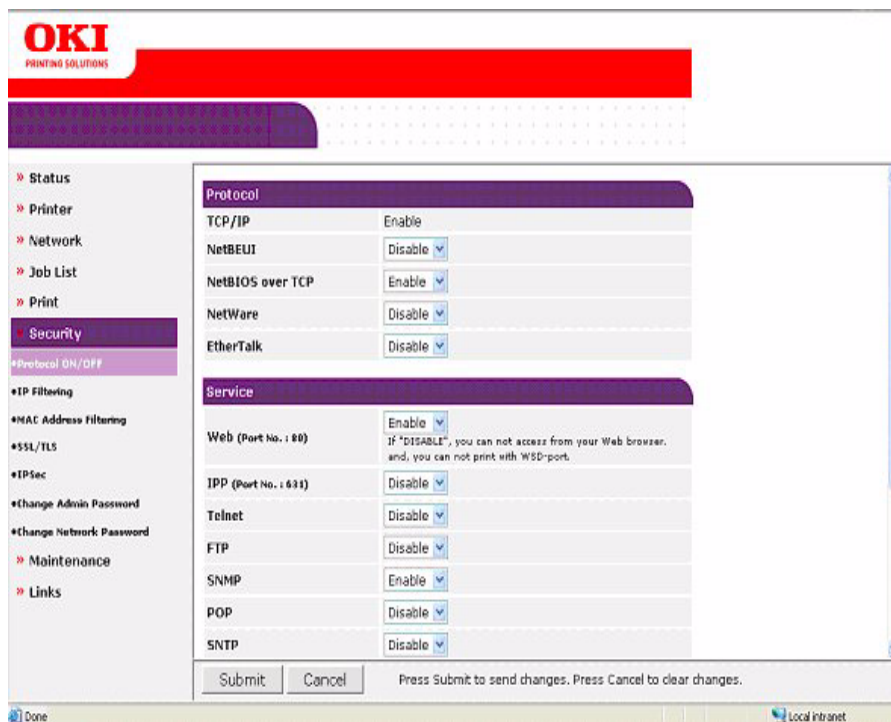 OKI
PRINTING SOLUTIONS
» Status
» Printer
» Network
» Job List
» Print
Security
•Protocol ON/OFF
•IP Filtering
•MAC Address Filtering
•SSL/TLS
•IPSec
•Change Admin Password
•Change Network Password
» Maintenance
» Links
Protocol
TCP/IP Enable
NetBEUI Disable
NetBIOS over TCP Enable
NetWare Disable
EtherTalk Disable
Service
Web (Port No. : 80) Enable
If "DISABLE", you can not access from your Web browser.
and, you can not print with WSD-port.
IPP (Port No. : 631) Disable
Telnet Disable
FTP Disable
SNMP Enable
POP Disable
SNTP Disable
Submit Cancel Press Submit to send changes. Press Cancel to clear changes.
Done Local intranet